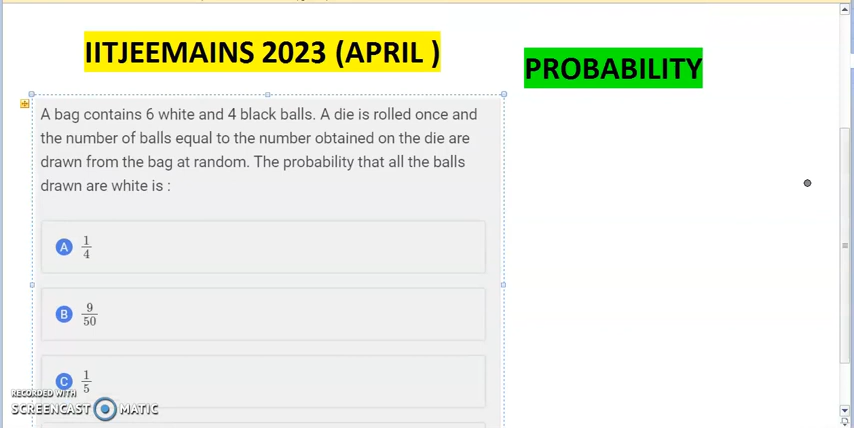 IITJEEMAINS 2023 (APRIL )
PROBABILITY
A bag contains 6 white and 4 black balls. A die is rolled once and
the number of balls equal to the number obtained on the die are
drawn from the bag at random. The probability that all the balls
drawn are white is :
A 1/4
B 9/50
C 1/5
RECORDED WITH
SCREENCAST MATIC